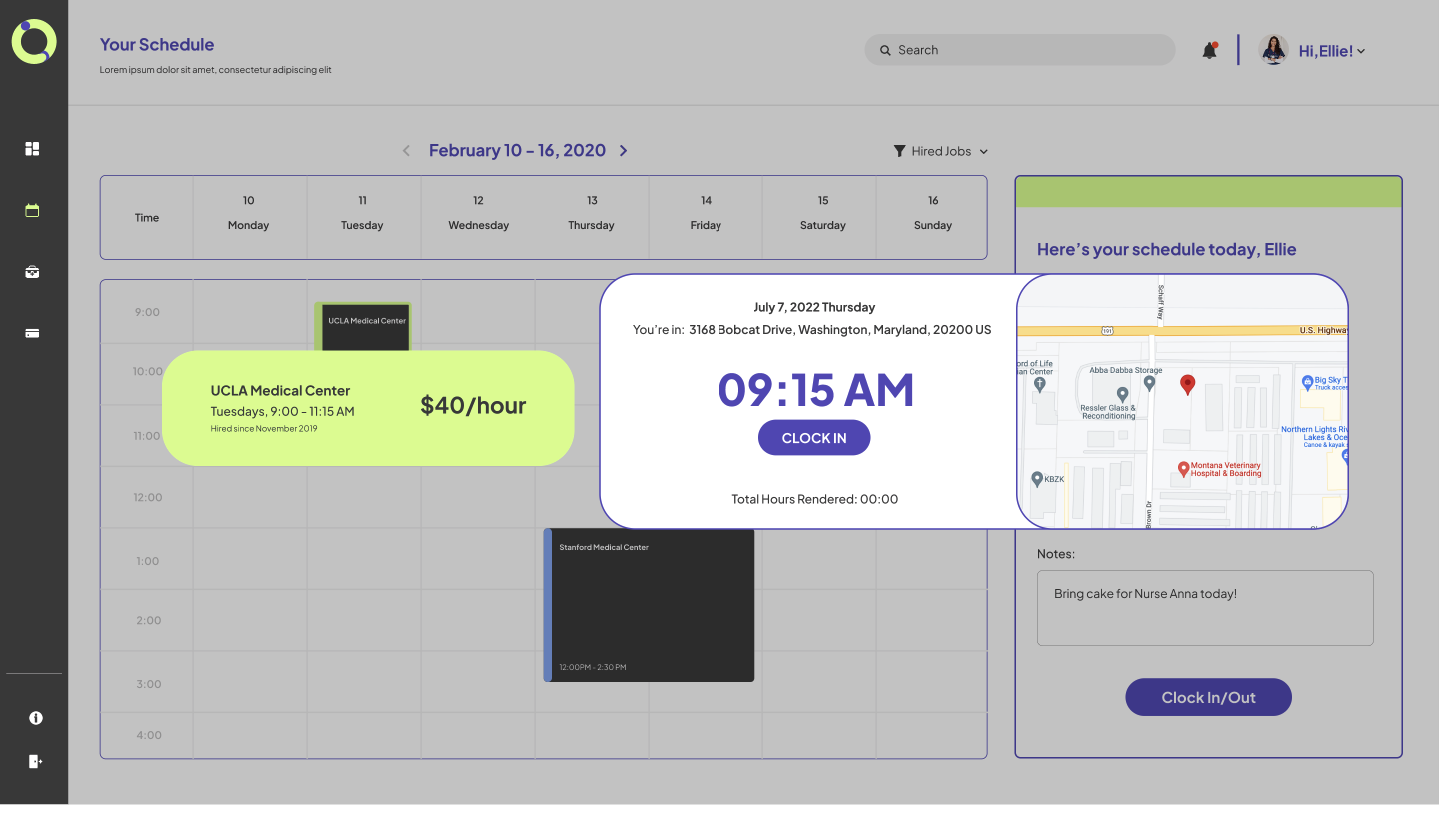 Your Schedule
Lorem ipsum dolor sit amet, consectetur adipiscing elit
Search
Hi,Ellie!
February 10 - 16, 2020
Hired Jobs
Time
10
Monday
11
Tuesday
12
Wednesday
13
Thursday
14
Friday
15
Saturday
16
Sunday
9:00
10:00
11:00
12:00
1:00
2:00
3:00
4:00
UCLA Medical Center
UCLA Medical Center
Tuesdays, 9:00 - 11:15 AM
Hired since November 2019
$40/hour
Stanford Medical Center
12:00PM - 2:30 PM
Here's your schedule today, Ellie
July 7, 2022 Thursday
You're in: 3168 Bobcat Drive, Washington, Maryland, 20200 US
09:15 AM
CLOCK IN
Total Hours Rendered: 00:00
Schaff Way
191
U.S. Highway
ord of Life
an Center
Abba Dabba Storage
Ressler Glass &
Reconditioning
Big Sky T
Truck acces
Northern Lights Riv
Lakes & Oce
Canoe & kayak
Montana Veterinary
Hospital & Boarding
KBZK
Brown Dr
Notes:
Bring cake for Nurse Anna today!
Clock In/Out